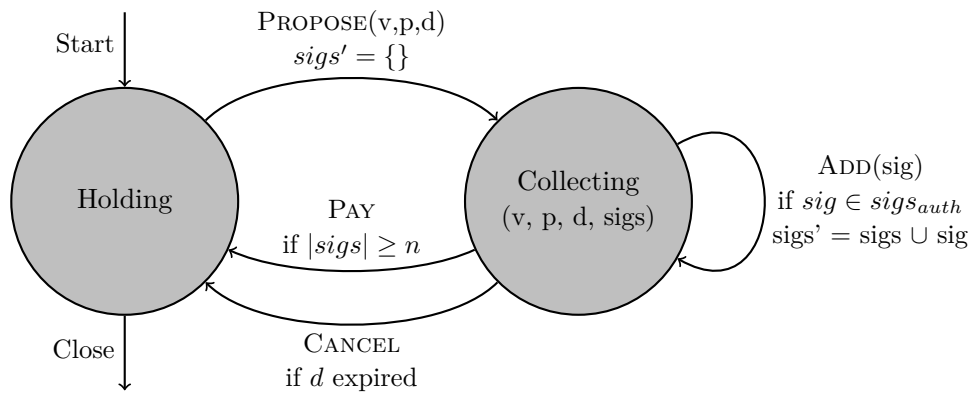 Start
PROPOSE(v,p,d)
sigs′ = {}
Holding
Collecting
(v, p, d, sigs)
ADD(sig)
if sig ∈ sigs_auth
sigs' = sigs ∪ sig
PAY
if |sigs| ≥ n
Close
CANCEL
if d expired